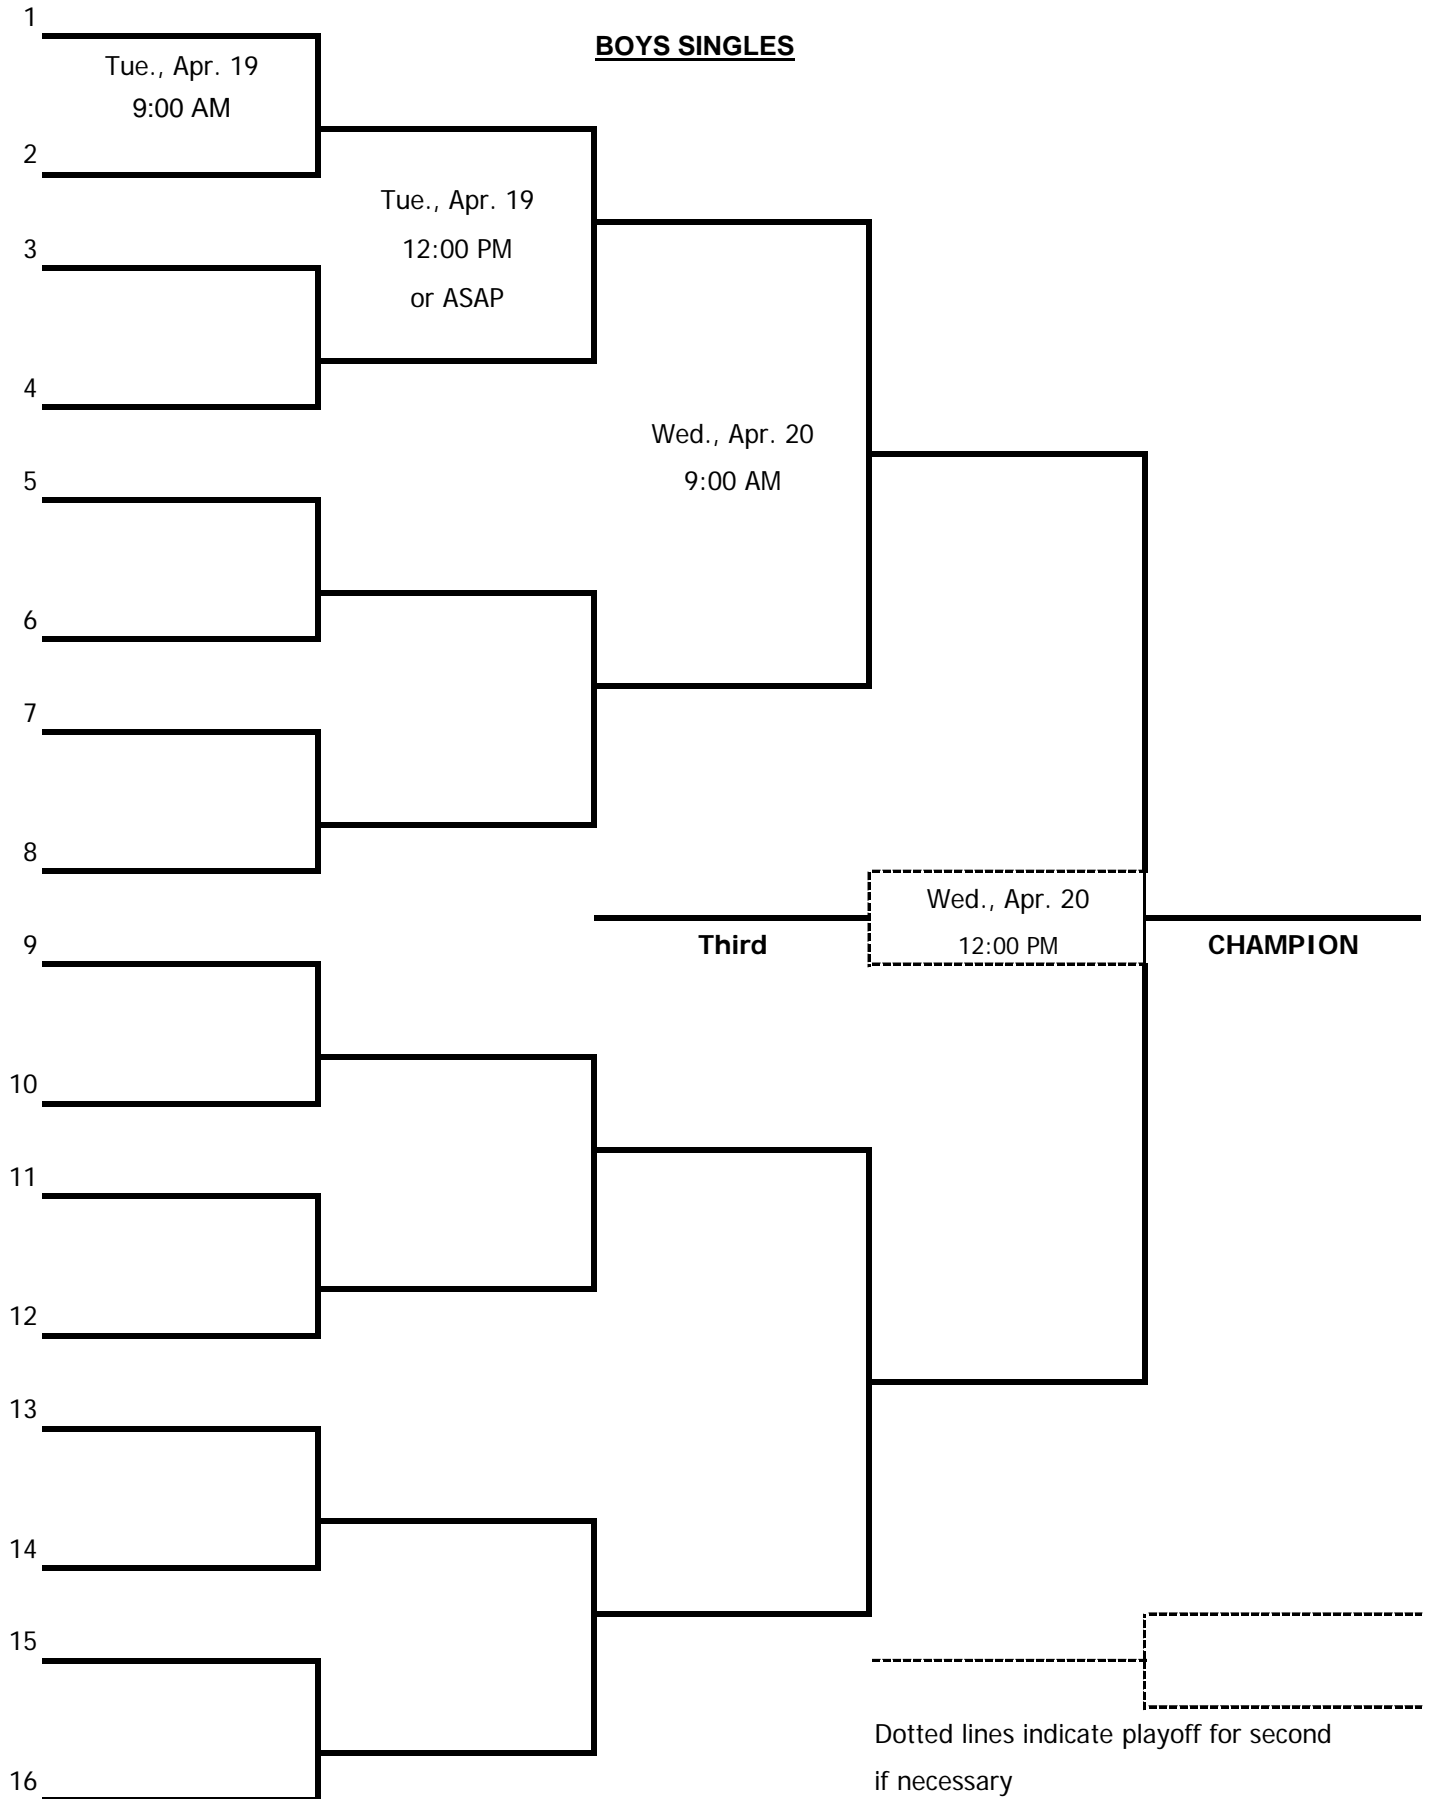 1
BOYS SINGLES
Tue., Apr. 19
9:00 AM
2
Tue., Apr. 19
3
12:00 PM
or ASAP
4
Wed., Apr. 20
5
9:00 AM
6
7
8
Wed., Apr. 20
9
Third
12:00 PM
CHAMPION
10
11
12
13
14
15
Dotted lines indicate playoff for second
16
if necessary